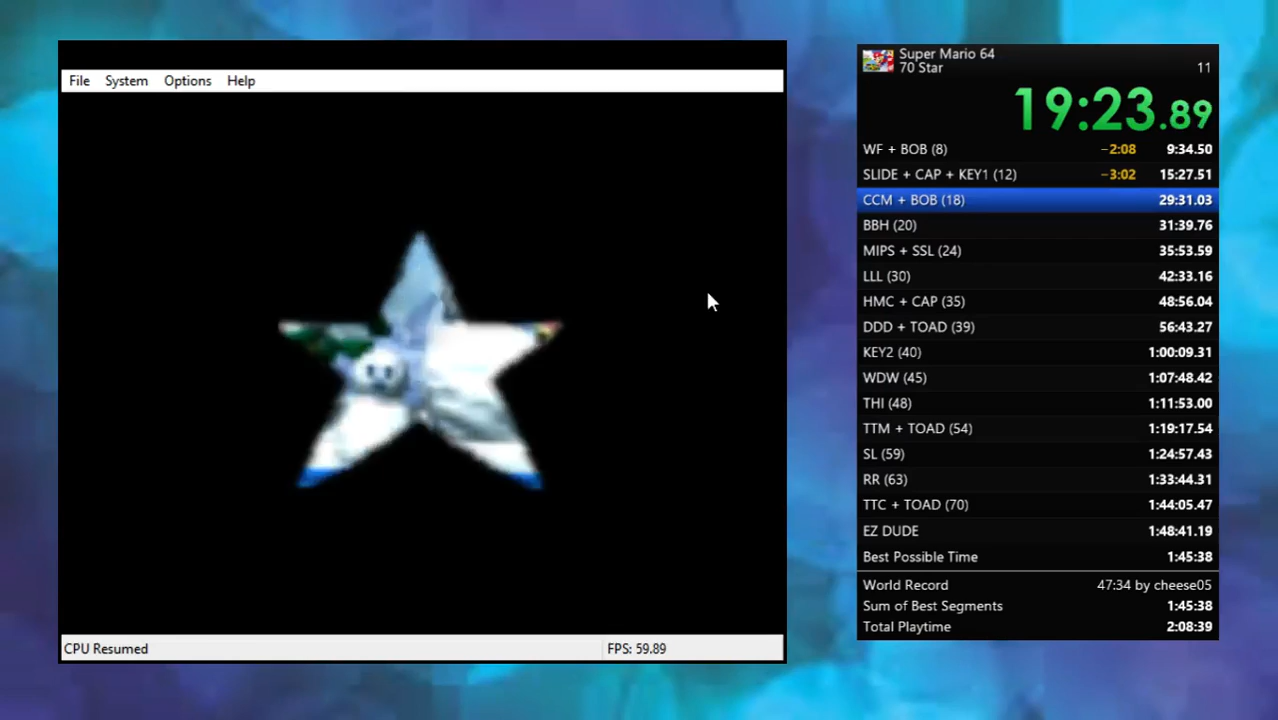 File System Options Help
Super Mario 64
70 Star 11
19:23.89
WF + BOB (8) −2:08 9:34.50
SLIDE + CAP + KEY1 (12) −3:02 15:27.51
CCM + BOB (18) 29:31.03
BBH (20) 31:39.76
MIPS + SSL (24) 35:53.59
LLL (30) 42:33.16
HMC + CAP (35) 48:56.04
DDD + TOAD (39) 56:43.27
KEY2 (40) 1:00:09.31
WDW (45) 1:07:48.42
THI (48) 1:11:53.00
TTM + TOAD (54) 1:19:17.54
SL (59) 1:24:57.43
RR (63) 1:33:44.31
TTC + TOAD (70) 1:44:05.47
EZ DUDE 1:48:41.19
Best Possible Time 1:45:38
World Record 47:34 by cheese05
Sum of Best Segments 1:45:38
Total Playtime 2:08:39
CPU Resumed FPS: 59.89